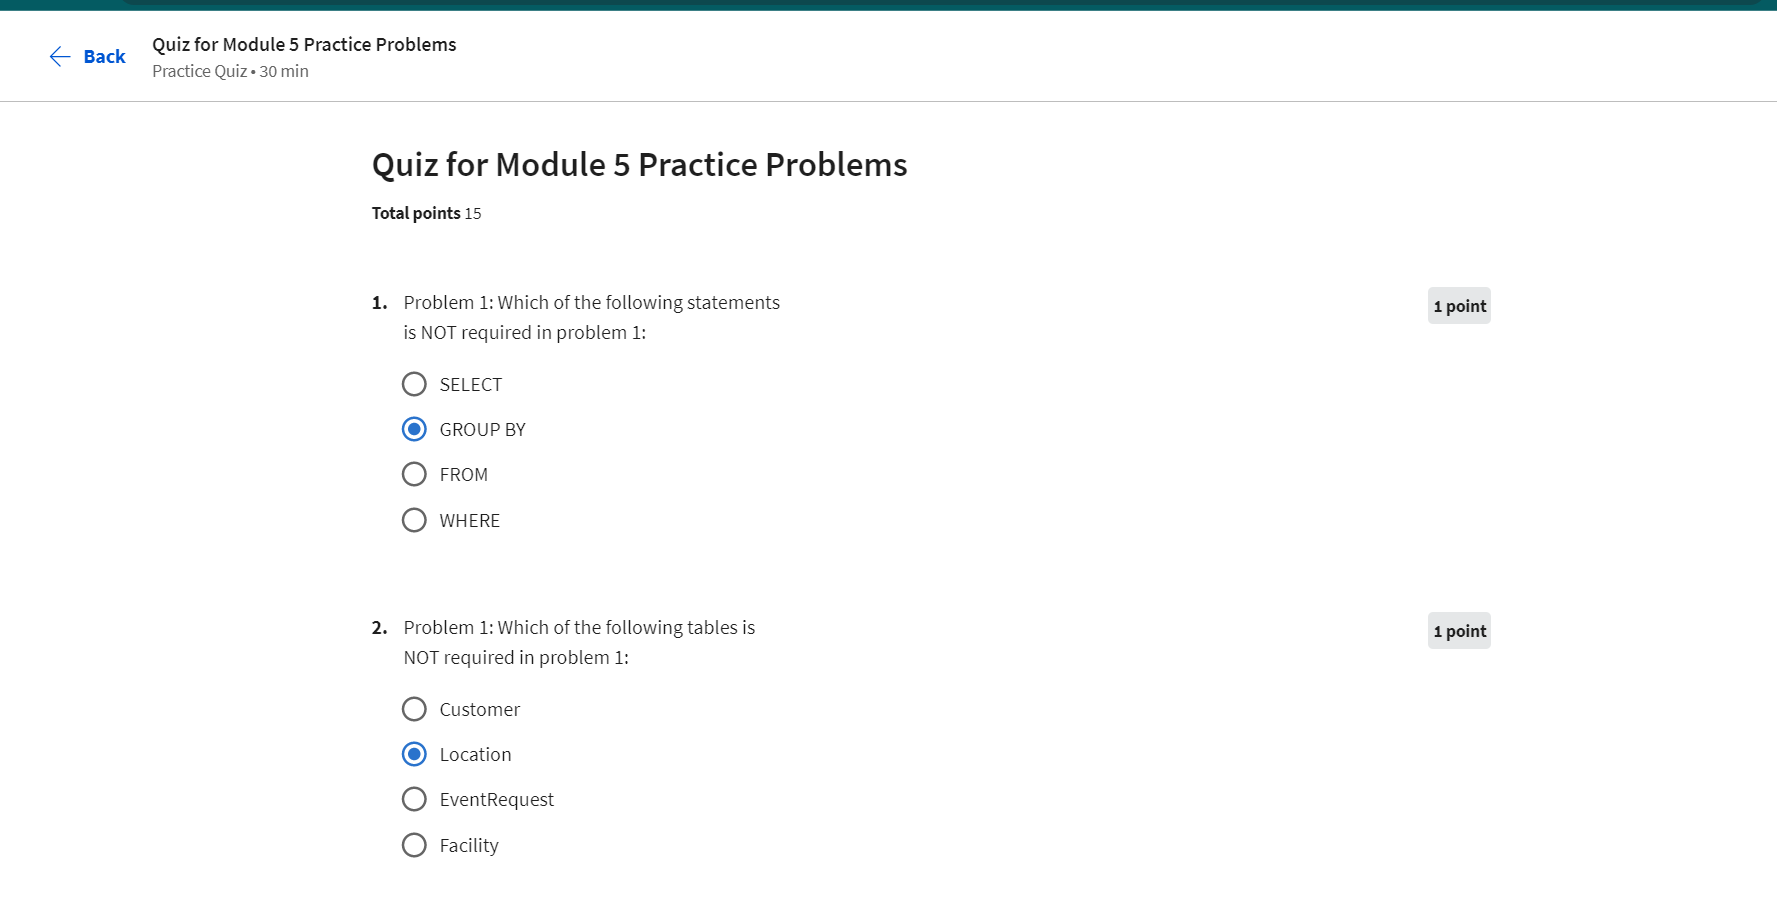 Back
Quiz for Module 5 Practice Problems
Practice Quiz • 30 min
Quiz for Module 5 Practice Problems
Total points 15
1. Problem 1: Which of the following statements
is NOT required in problem 1:
1 point
SELECT
GROUP BY
FROM
WHERE
2. Problem 1: Which of the following tables is
NOT required in problem 1:
1 point
Customer
Location
EventRequest
Facility